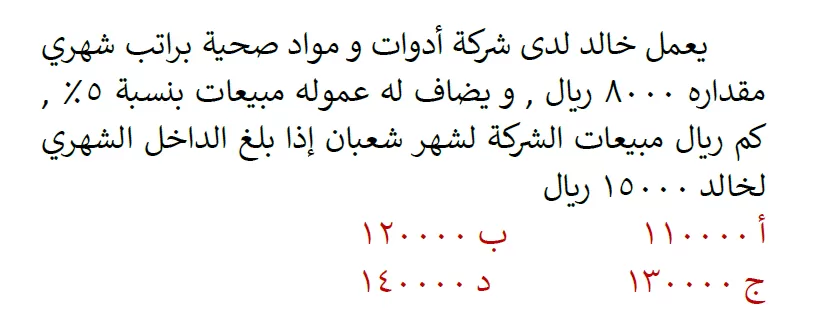 يعمل خالد لدى شركة أدوات و مواد صحية براتب شهري
مقداره ٨٠٠٠ ريال , و يضاف له عموله مبيعات بنسبة ٥٪ ,
كم ريال مبيعات الشركة لشهر شعبان إذا بلغ الداخل الشهري
لخالد ١٥٠٠٠ ريال
أ ١١٠٠٠٠ ب ١٢٠٠٠٠
ج ١٣٠٠٠٠ د ١٤٠٠٠٠